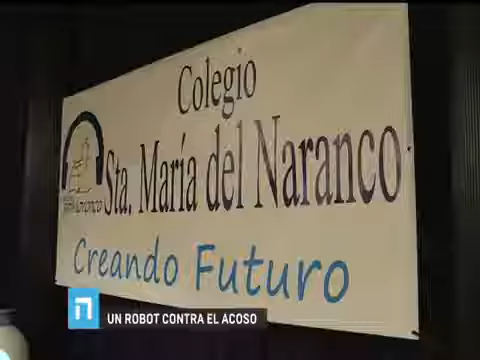 Colegio
Sta. María del Naranco
Creando Futuro
UN ROBOT CONTRA EL ACOSO